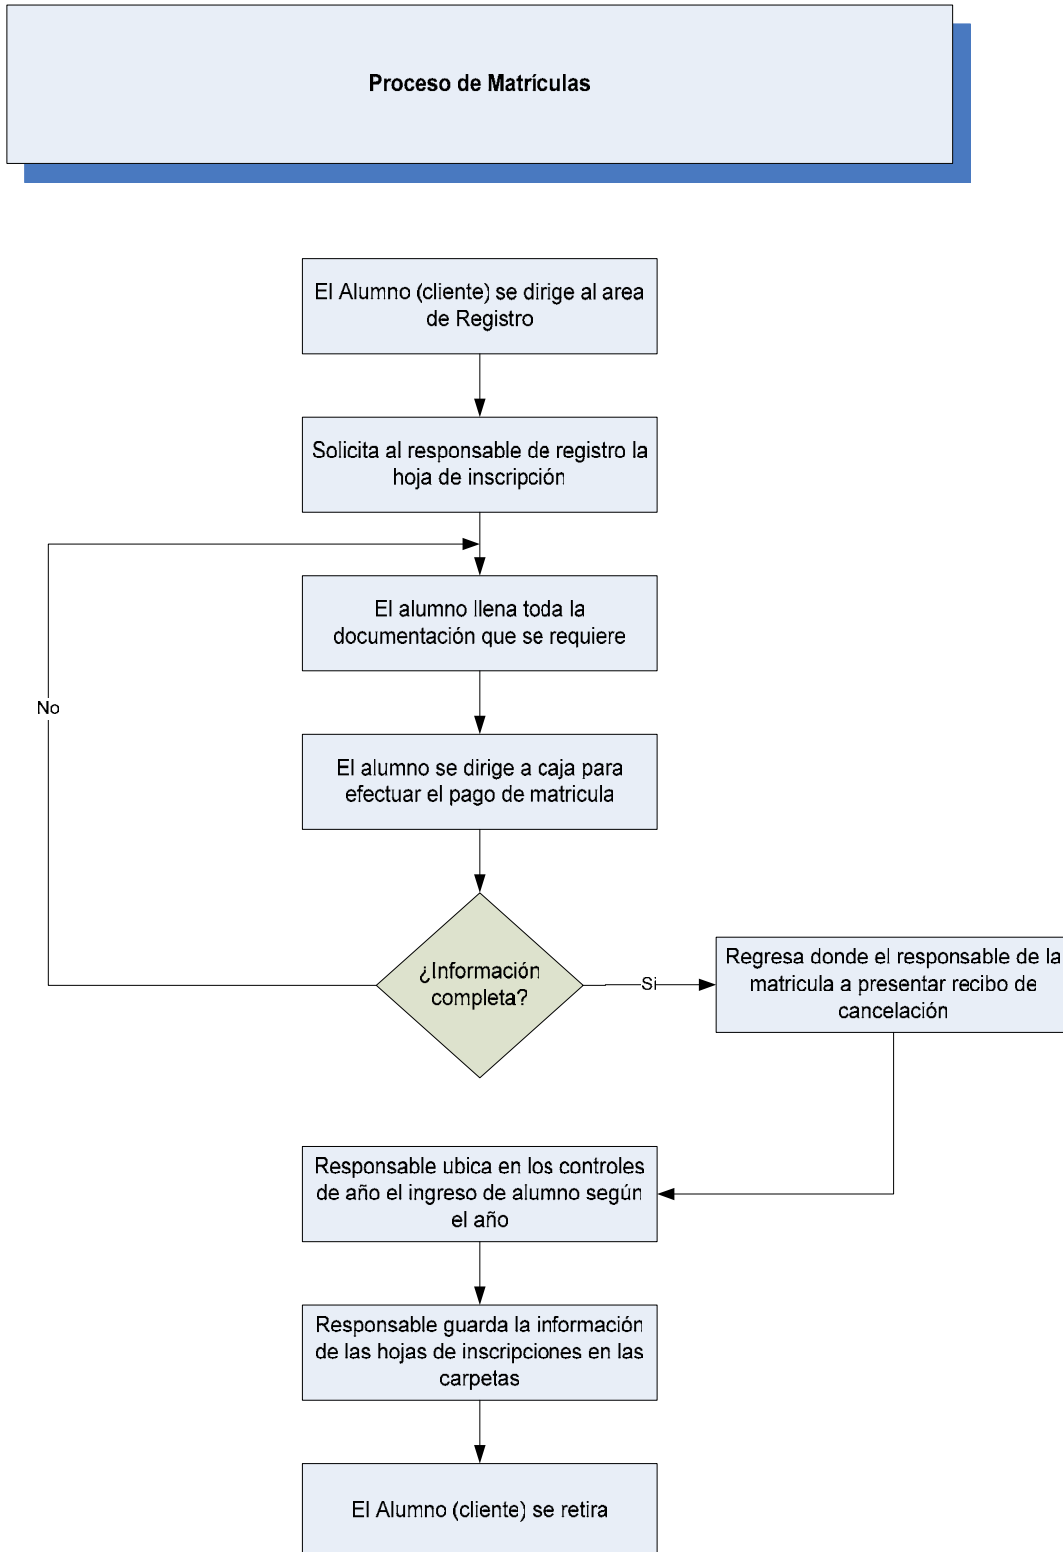 Proceso de Matrículas
El Alumno (cliente) se dirige al area
de Registro
Solicita al responsable de registro la
hoja de inscripción
El alumno llena toda la
documentación que se requiere
No
El alumno se dirige a caja para
efectuar el pago de matricula
¿Información
completa?
Si
Regresa donde el responsable de la
matricula a presentar recibo de
cancelación
Responsable ubica en los controles
de año el ingreso de alumno según
el año
Responsable guarda la información
de las hojas de inscripciones en las
carpetas
El Alumno (cliente) se retira